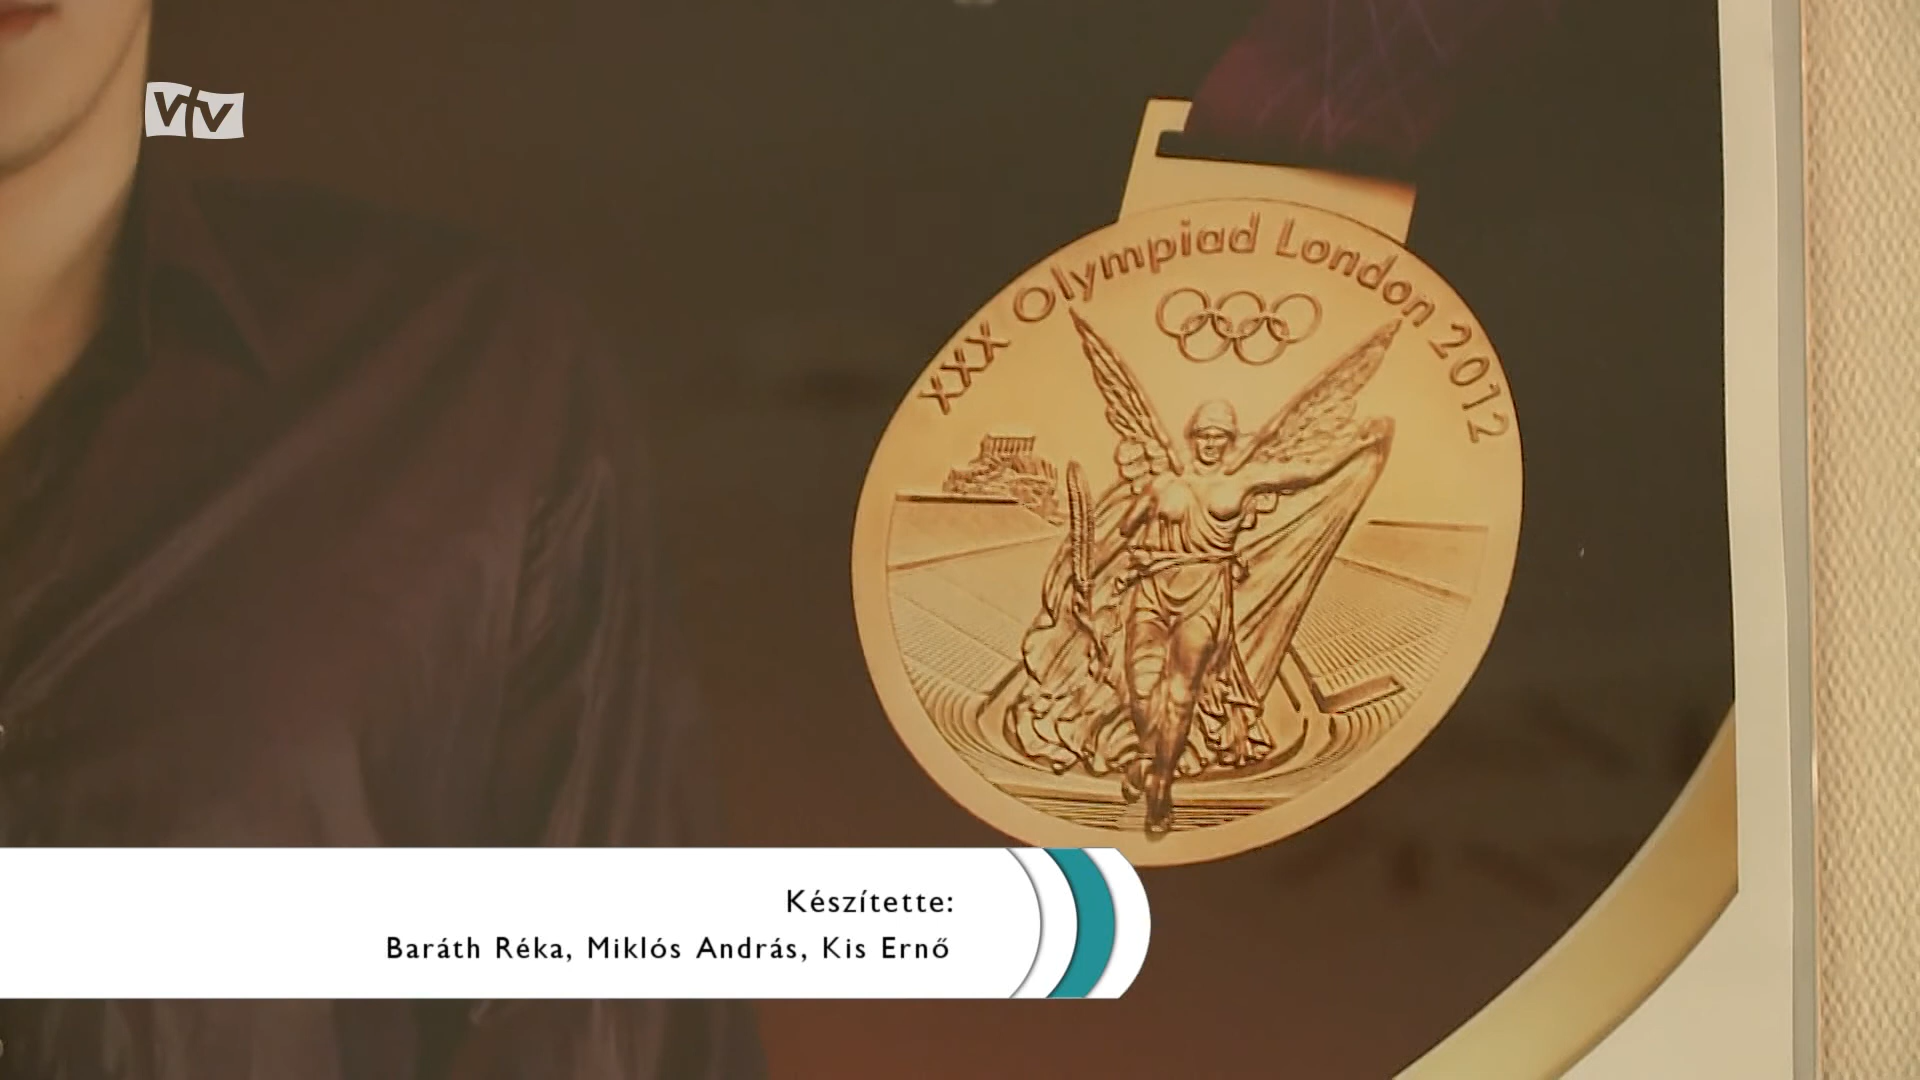 VTV
XXX Olympiad London 2012
Készítette:
Baráth Réka, Miklós András, Kis Ernő